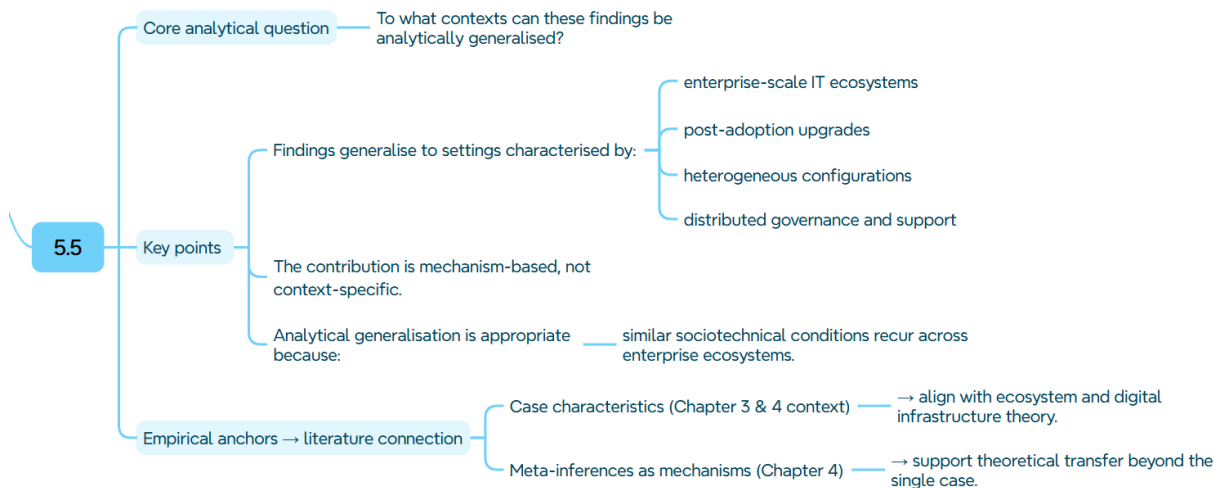 5.5
Core analytical question
To what contexts can these findings be
analytically generalised?
Key points
Findings generalise to settings characterised by:
enterprise-scale IT ecosystems
post-adoption upgrades
heterogeneous configurations
distributed governance and support
The contribution is mechanism-based, not
context-specific.
Analytical generalisation is appropriate
because:
similar sociotechnical conditions recur across
enterprise ecosystems.
Empirical anchors → literature connection
Case characteristics (Chapter 3 & 4 context)
→ align with ecosystem and digital
infrastructure theory.
Meta-inferences as mechanisms (Chapter 4)
→ support theoretical transfer beyond the
single case.